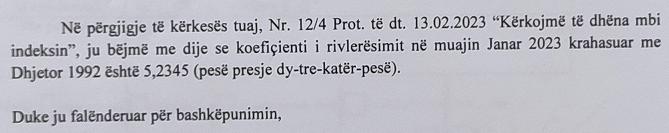 Në përgjigje të kërkesës tuaj, Nr. 12/4 Prot. të dt. 13.02.2023 “Kërkojmë të dhëna mbi
indeksin”, ju bëjmë me dije se koefiçienti i rivlerësimit në muajin Janar 2023 krahasuar me
Dhjetor 1992 është 5,2345 (pesë presje dy-tre-katër-pesë).
Duke ju falënderuar për bashkëpunimin,